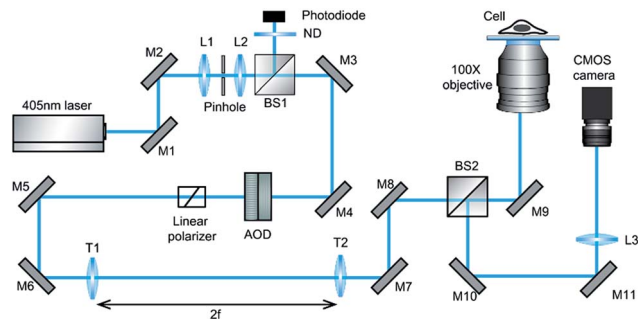 Photodiode
ND
Cell
M2
L1
L2
M3
100X
objective
CMOS
camera
405nm laser
Pinhole
BS1
M1
M5
M8
BS2
Linear
polarizer
AOD
M4
M9
T1
T2
L3
M6
M7
M10
M11
2f